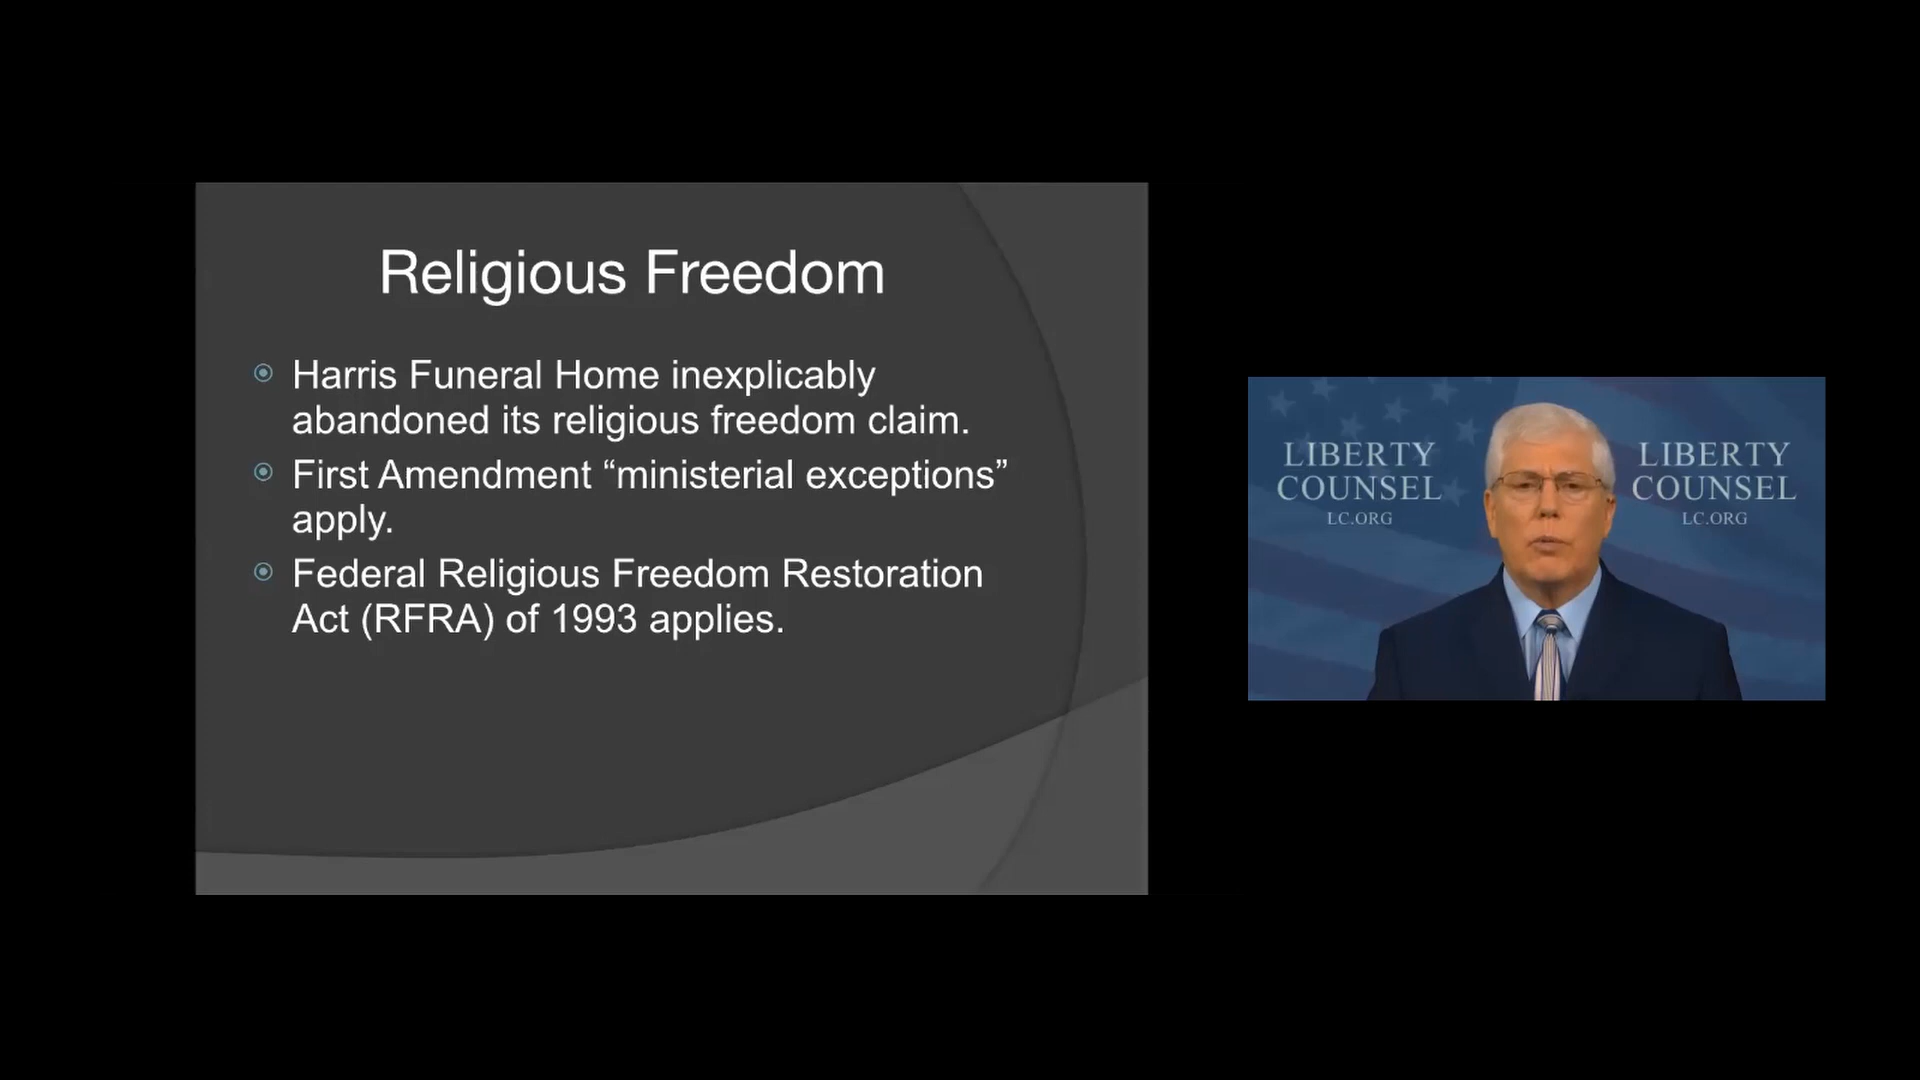 Religious Freedom
Harris Funeral Home inexplicably
abandoned its religious freedom claim.
First Amendment “ministerial exceptions”
apply.
Federal Religious Freedom Restoration
Act (RFRA) of 1993 applies.
LIBERTY
COUNSEL
LC.ORG
LIBERTY
COUNSEL
LC.ORG